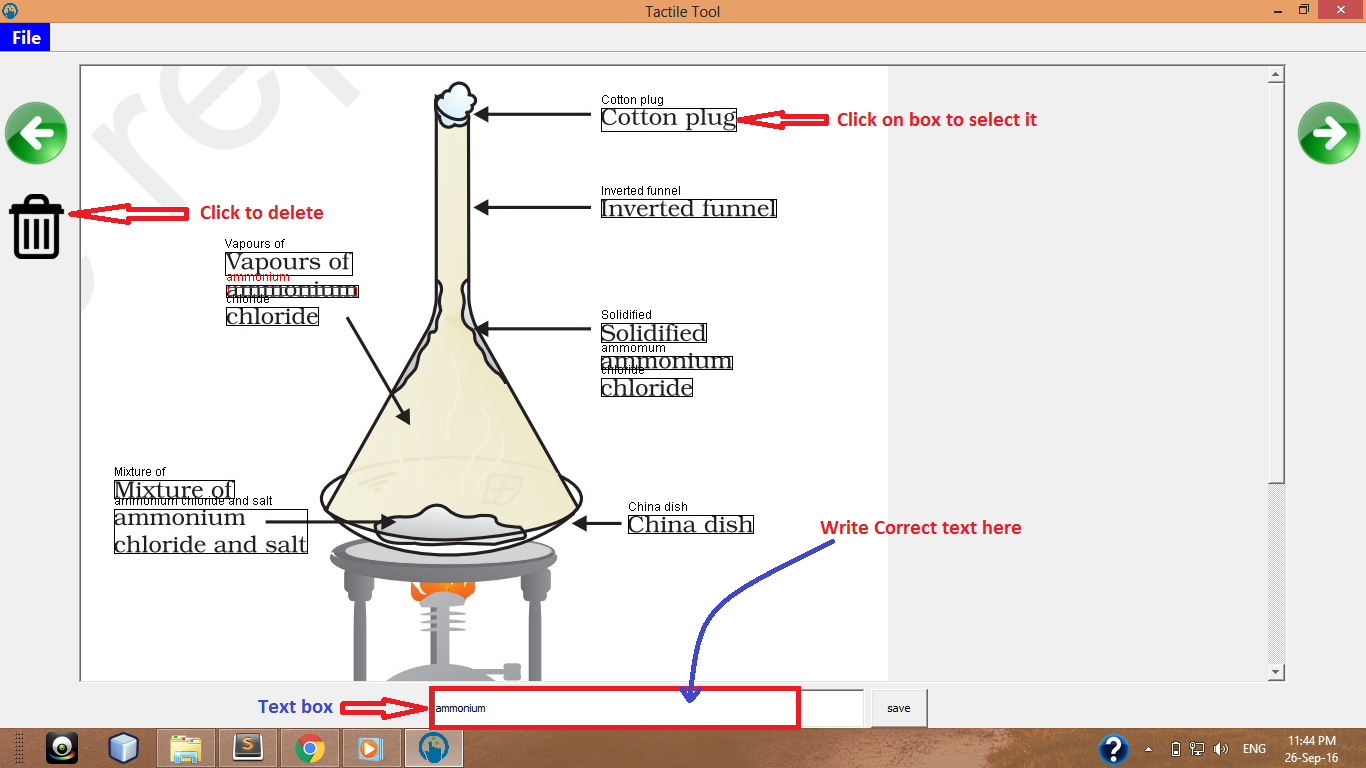 Tactile Tool
File
Cotton plug
Cotton plug
Click on box to select it
Inverted funnel
Inverted funnel
Click to delete
Vapours of
Vapours of
ammonium
ammonium
chloride
chloride
Solidified
Solidified
ammomum
ammonium
chloride
chloride
Mixture of
Mixture of
ammonium chloride and salt
ammonium
chloride and salt
China dish
China dish
Write Correct text here
Text box
ammonium
save
ENG
11:44 PM
26-Sep-16